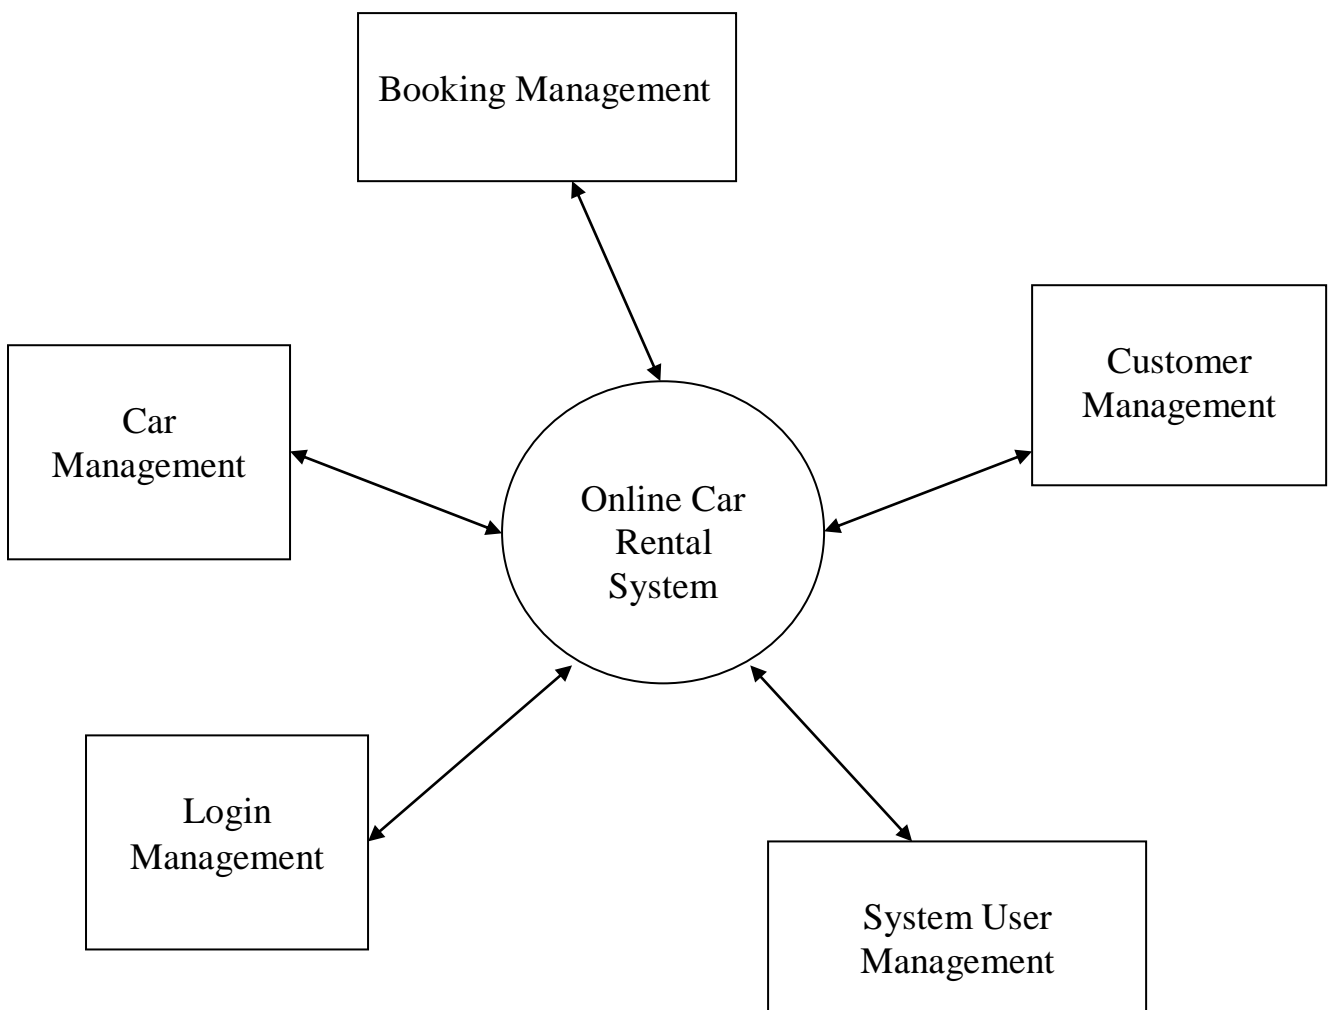 Booking Management
Customer
Management
Car
Management
Online Car
Rental
System
Login
Management
System User
Management